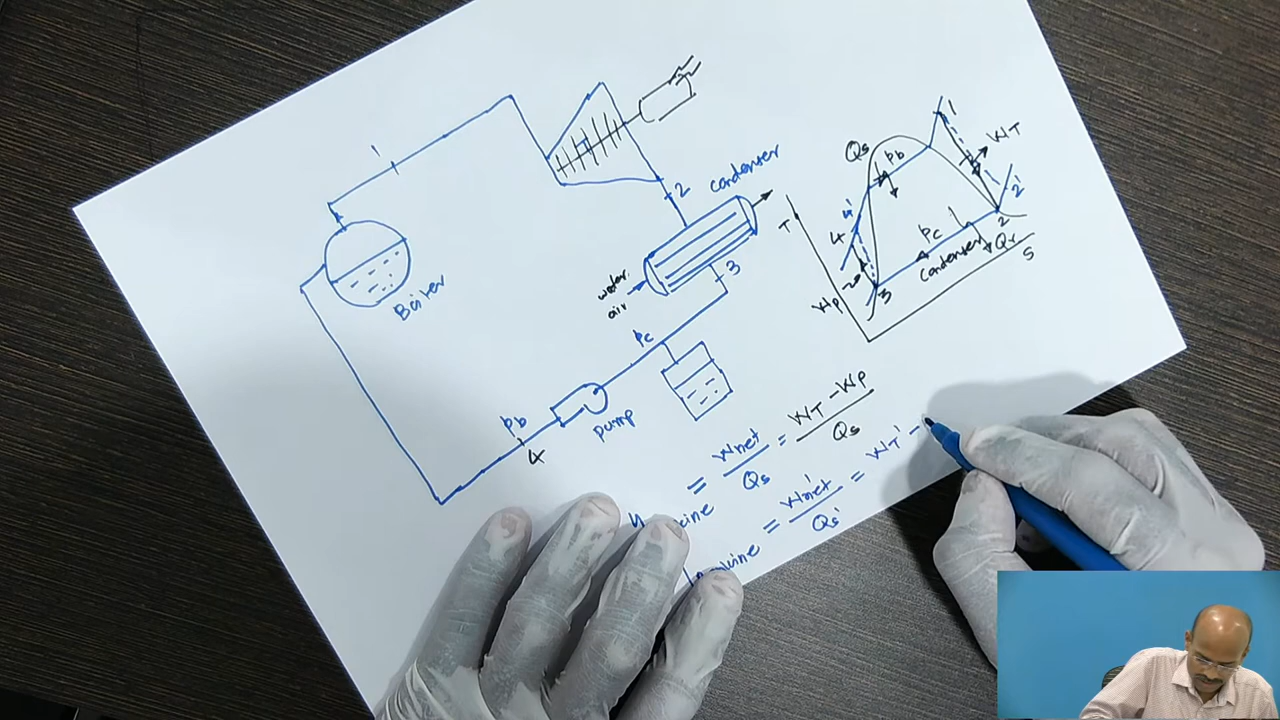 1
2
Condenser
water
air
3
Boiler
Pc
Pump
Pb
4
T
S
Qs
Pb
1
WT
2'
2
4'
4
Pc
Condenser
Qr
Wp
3
= Wnet / Qs = WT - Wp / Qs
= W'net / Qs' = WT' -